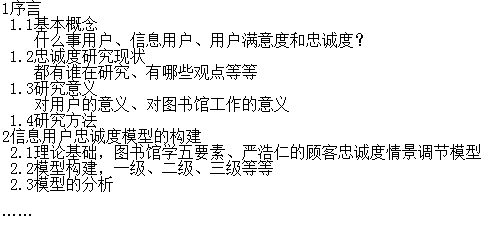 1序言
1.1基本概念
什么事用户、信息用户、用户满意度和忠诚度？
1.2忠诚度研究现状
都有谁在研究、有哪些观点等等
1.3研究意义
对用户的意义、对图书馆工作的意义
1.4研究方法
2信息用户忠诚度模型的构建
2.1理论基础，图书馆学五要素、严浩仁的顾客忠诚度情景调节模型
2.2模型构建，一级、二级、三级等等
2.3模型的分析
……